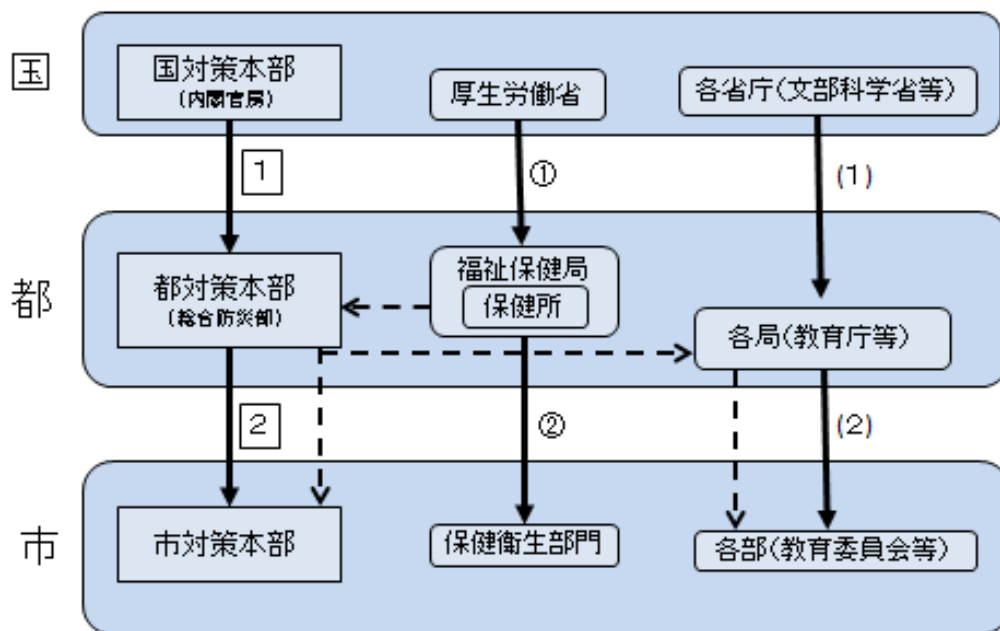 国
国対策本部
(内閣官房)
厚生労働省
各省庁(文部科学省等)
1
①
(1)
都
都対策本部
(総合防災部)
福祉保健局
保健所
各局(教育庁等)
2
②
(2)
市
市対策本部
保健衛生部門
各部(教育委員会等)